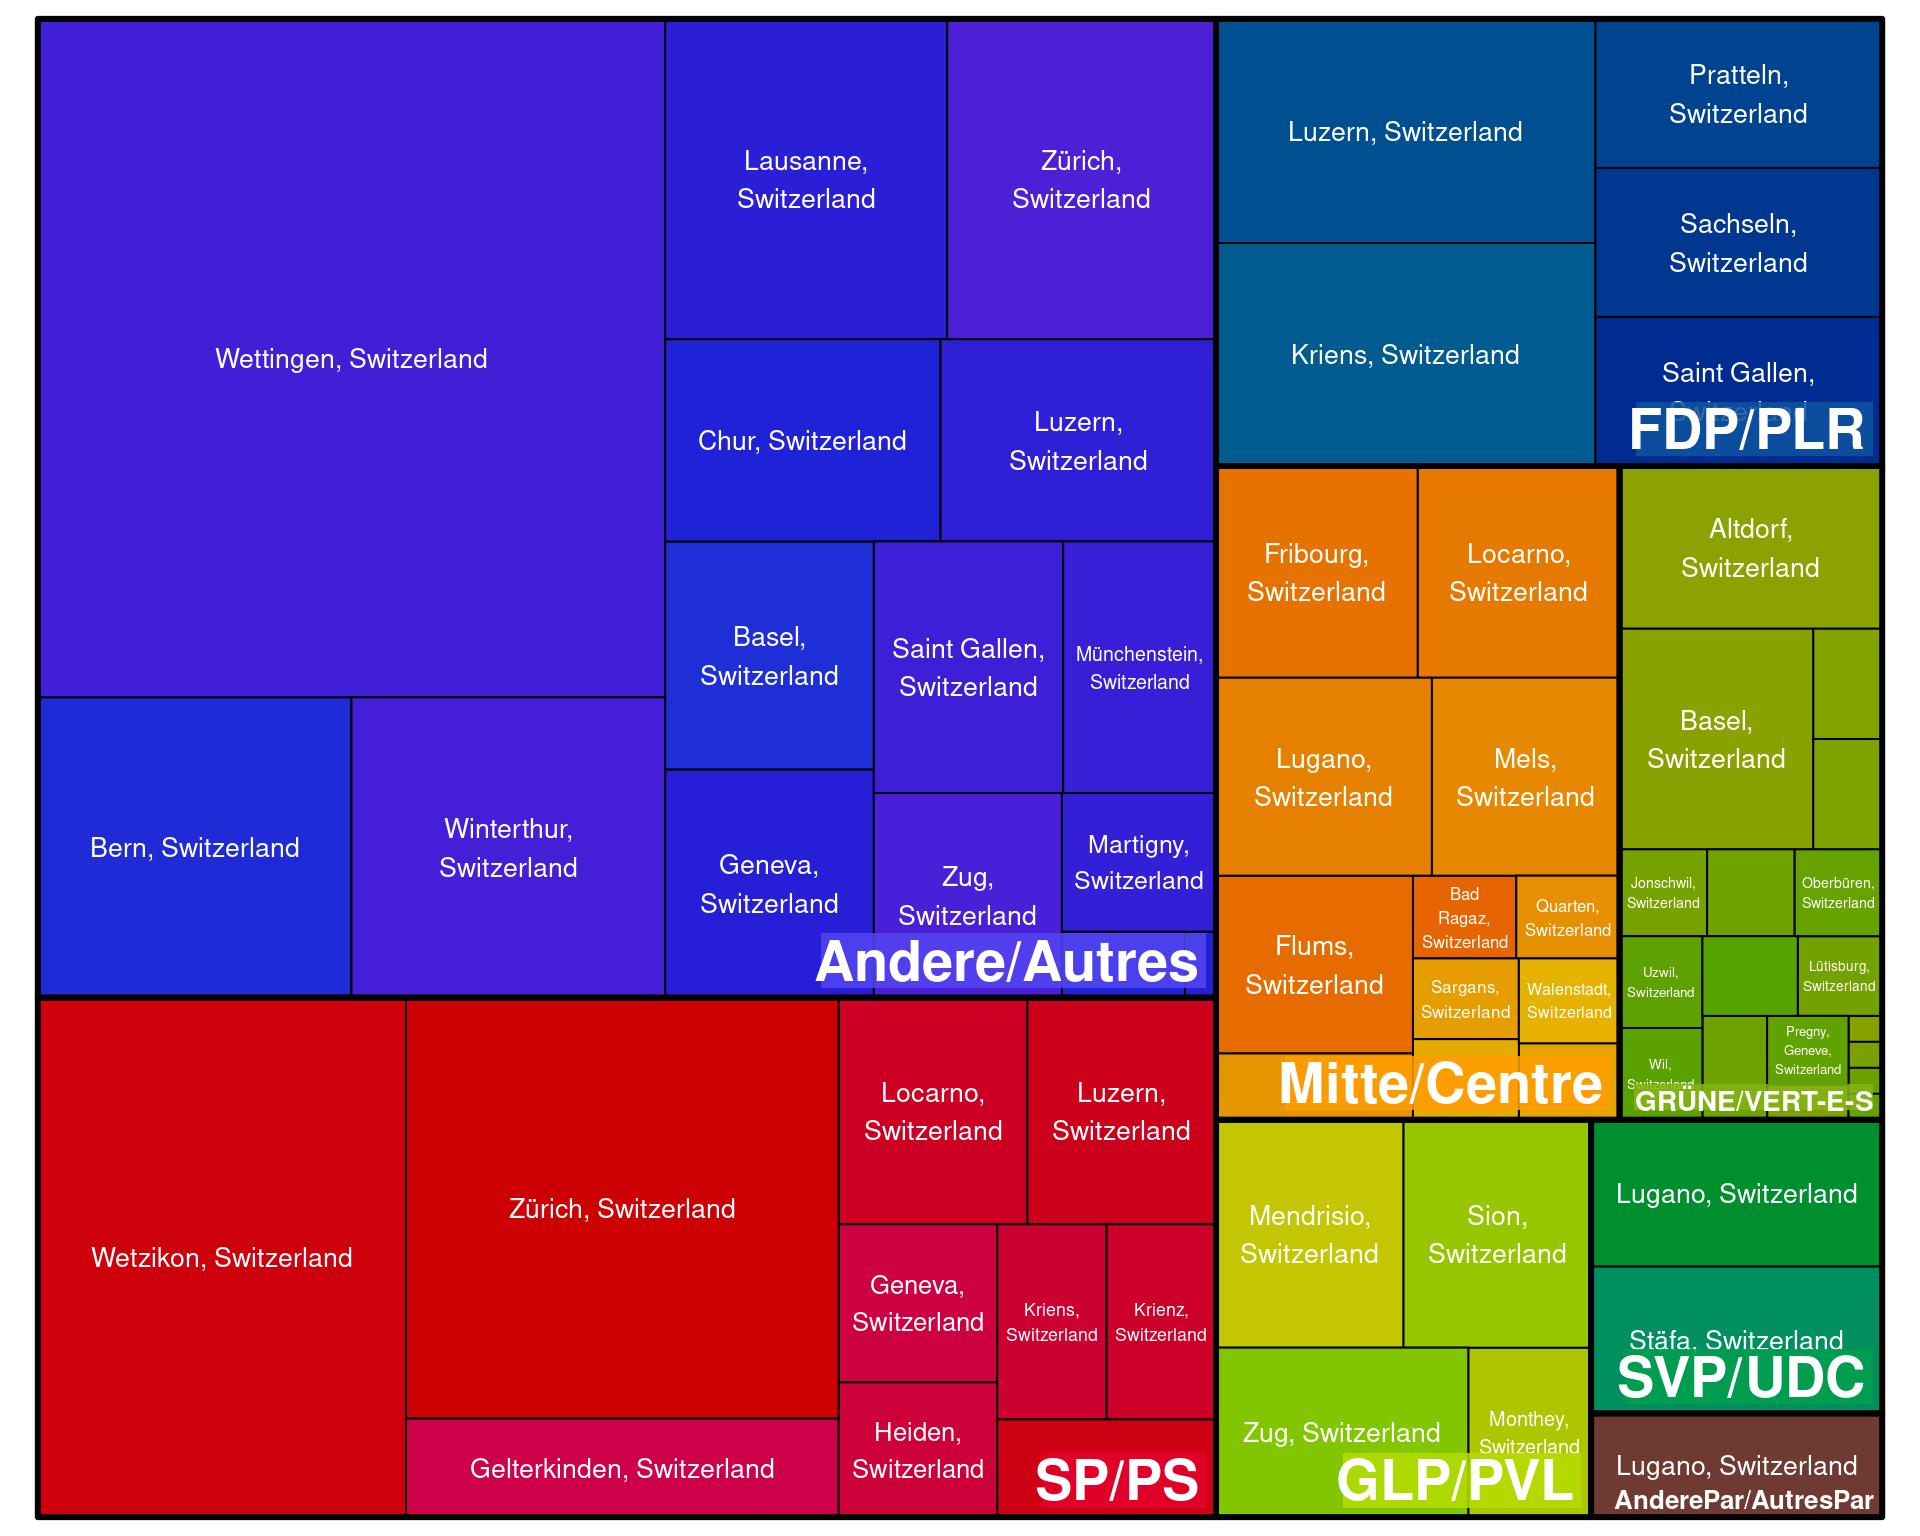 Wettingen, Switzerland
Lausanne,
Switzerland
Zürich,
Switzerland
Chur, Switzerland
Luzern,
Switzerland
Basel,
Switzerland
Saint Gallen,
Switzerland
Münchenstein,
Switzerland
Bern, Switzerland
Winterthur,
Switzerland
Geneva,
Switzerland
Zug,
Switzerland
Martigny,
Switzerland
Andere/Autres
Luzern, Switzerland
Pratteln,
Switzerland
Sachseln,
Switzerland
Kriens, Switzerland
Saint Gallen,
Switzerland
FDP/PLR
Fribourg,
Switzerland
Locarno,
Switzerland
Lugano,
Switzerland
Mels,
Switzerland
Flums,
Switzerland
Bad
Ragaz,
Switzerland
Quarten,
Switzerland
Sargans,
Switzerland
Walenstadt,
Switzerland
Mitte/Centre
Altdorf,
Switzerland
Basel,
Switzerland
Jonschwil,
Switzerland
Oberbüren,
Switzerland
Uzwil,
Switzerland
Lütisburg,
Switzerland
Wil,
Switzerland
Pregny,
Geneve,
Switzerland
GRÜNE/VERT-E-S
Wetzikon, Switzerland
Zürich, Switzerland
Gelterkinden, Switzerland
Locarno,
Switzerland
Luzern,
Switzerland
Geneva,
Switzerland
Kriens,
Switzerland
Krienz,
Switzerland
Heiden,
Switzerland
SP/PS
Mendrisio,
Switzerland
Sion,
Switzerland
Zug, Switzerland
Monthey,
Switzerland
GLP/PVL
Lugano, Switzerland
Stäfa, Switzerland
SVP/UDC
Lugano, Switzerland
AnderePar/AutresPar